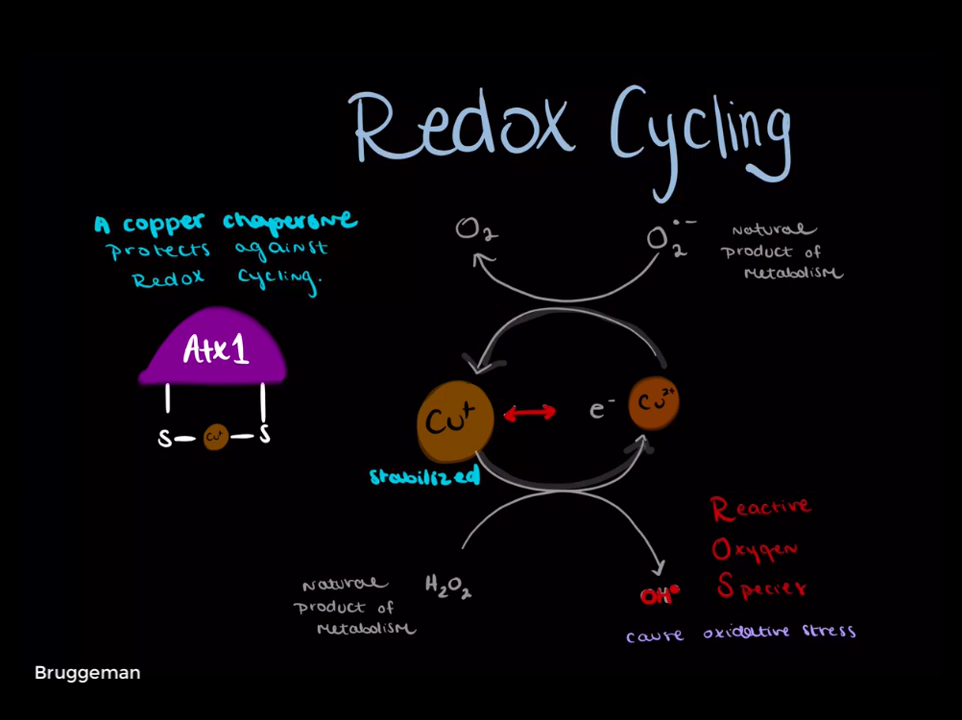 Redox Cycling
A copper chaperone
protects against
Redox cycling.
Atx1
S - Cu+ - S
O2
O2•-
Natural
product of
Metabolism
Cu+
e-
Cu2+
stabilized
Natural
product of
Metabolism
H2O2
OH•
Reactive
Oxygen
Species
cause oxidative stress
Bruggeman